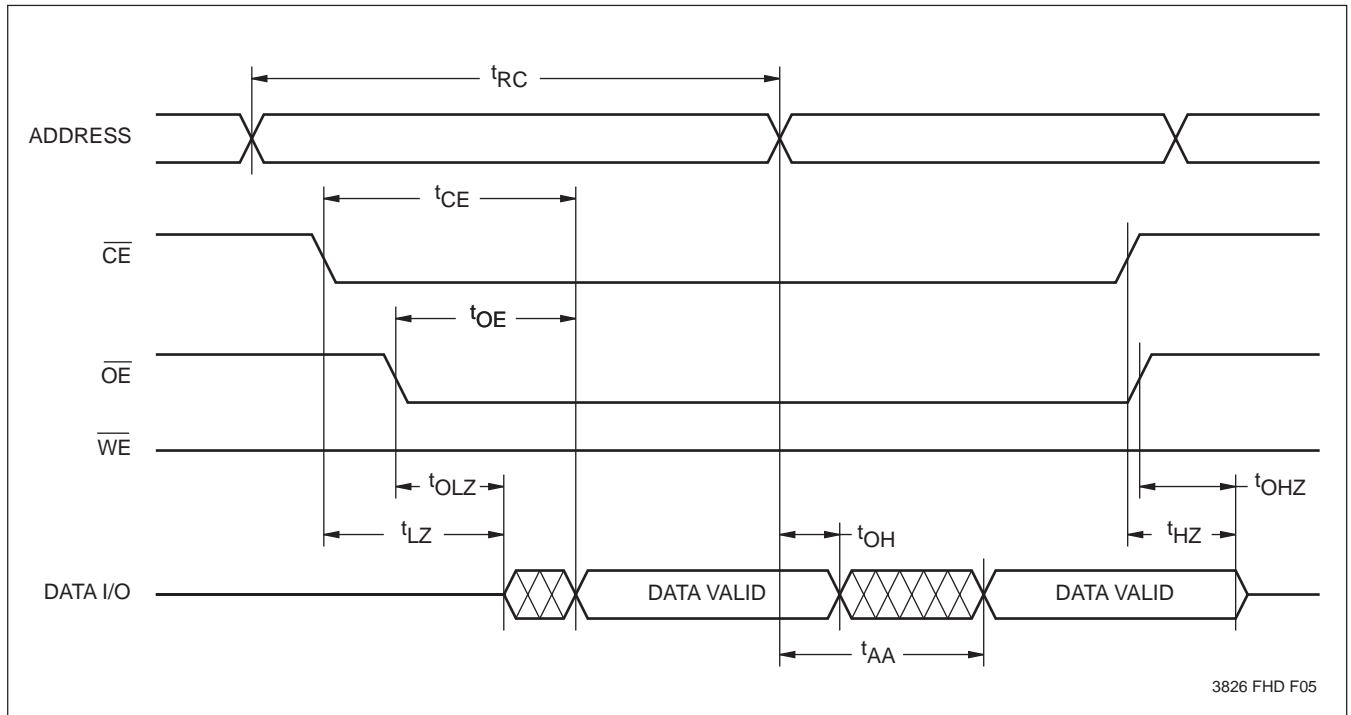 tRC
ADDRESS
tCE
CE
tOE
OE
WE
tOLZ
tOHZ
tLZ
tOH
tHZ
DATA I/O
DATA VALID
DATA VALID
tAA
3826 FHD F05